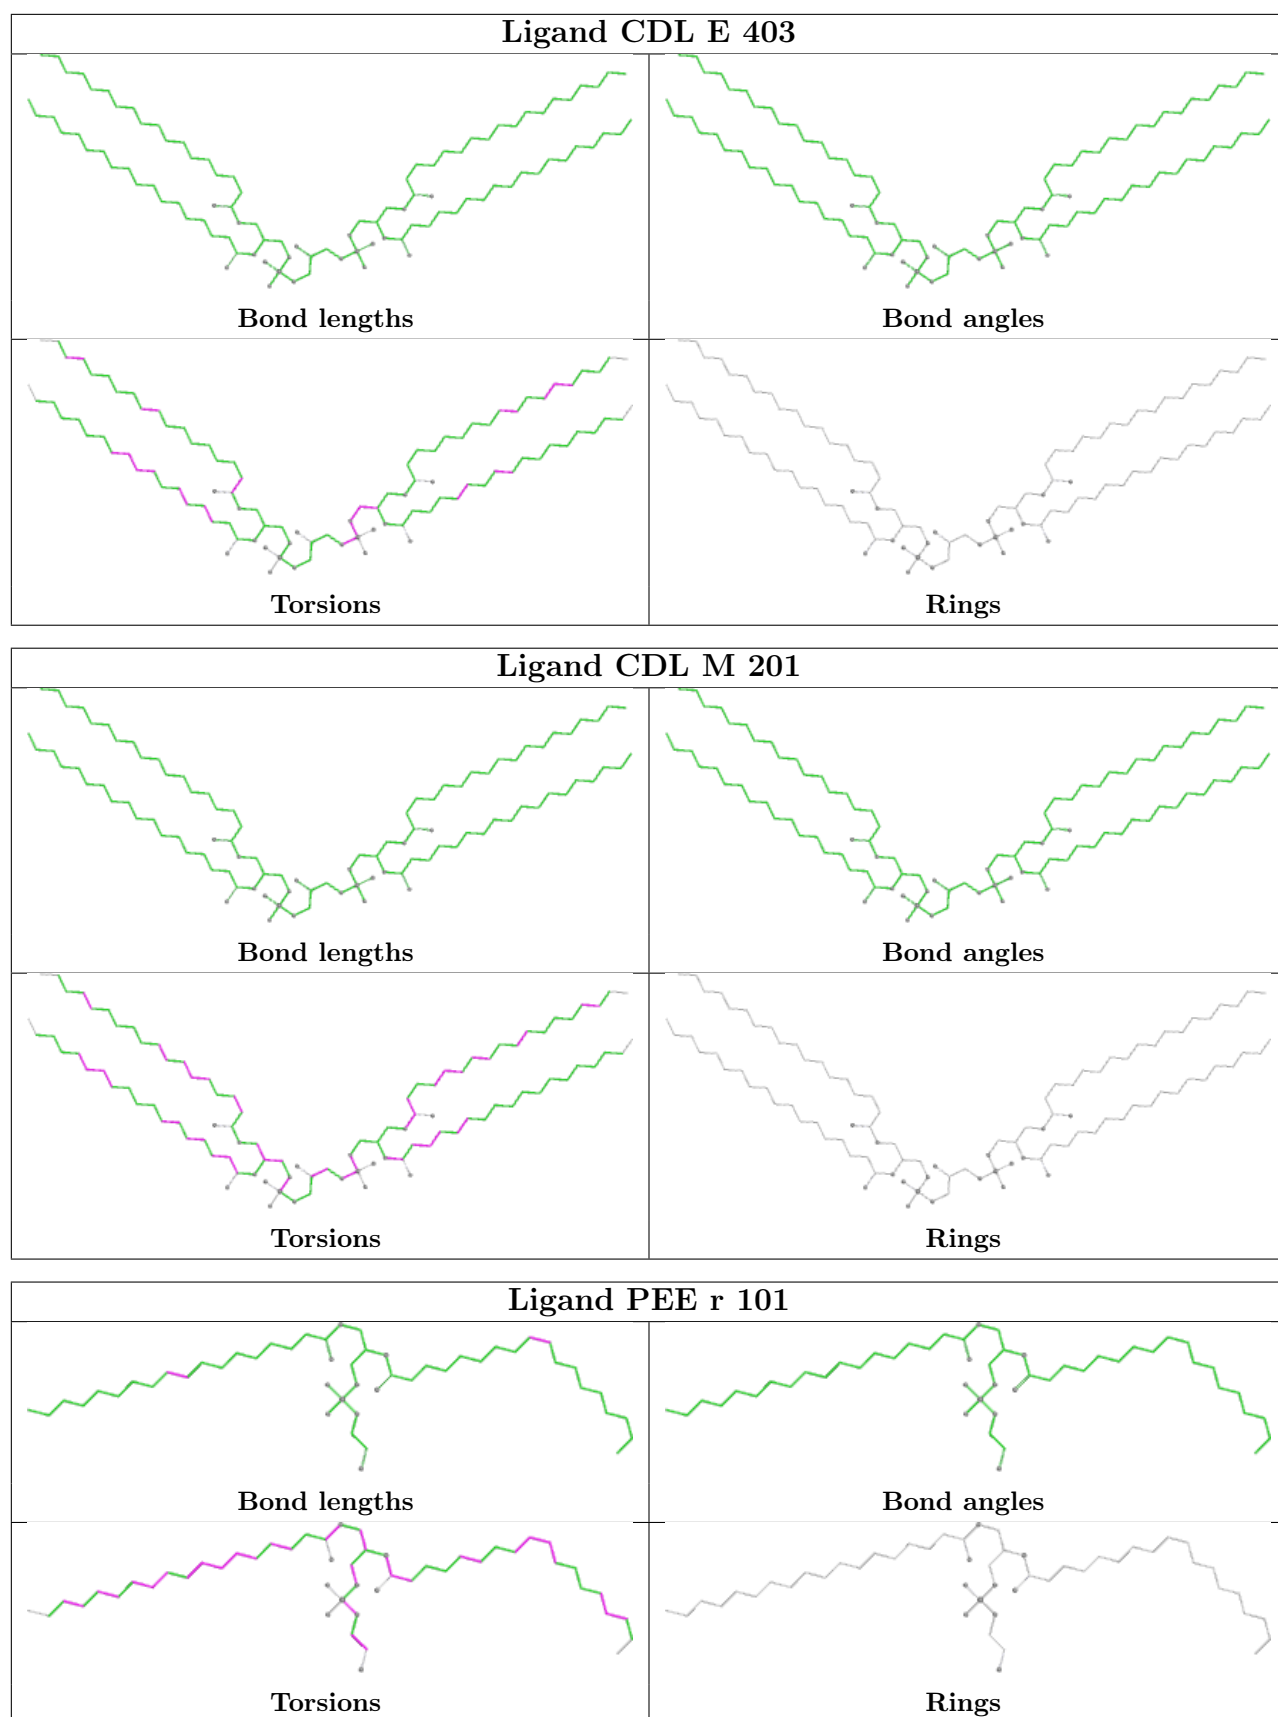 Ligand CDL E 403
Bond lengths
Bond angles
Torsions
Rings
Ligand CDL M 201
Bond lengths
Bond angles
Torsions
Rings
Ligand PEE r 101
Bond lengths
Bond angles
Torsions
Rings